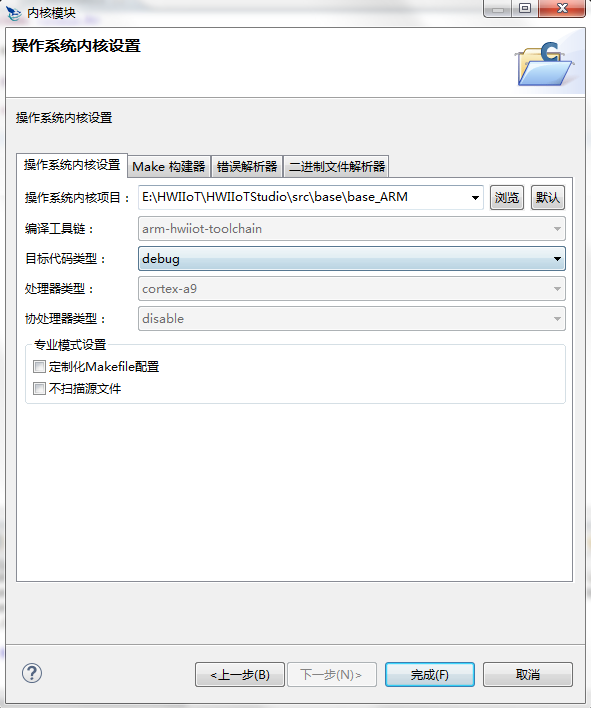 内核模块
操作系统内核设置
操作系统内核设置
操作系统内核设置 Make 构建器 错误解析器 二进制文件解析器
操作系统内核项目： E:\HWIIoT\HWIIoTStudio\src\base\base_ARM 浏览 默认
编译工具链： arm-hwiiot-toolchain
目标代码类型： debug
处理器类型： cortex-a9
协处理器类型： disable
专业模式设置
定制化Makefile配置
不扫描源文件
<上一步(B) 下一步(N)> 完成(F) 取消